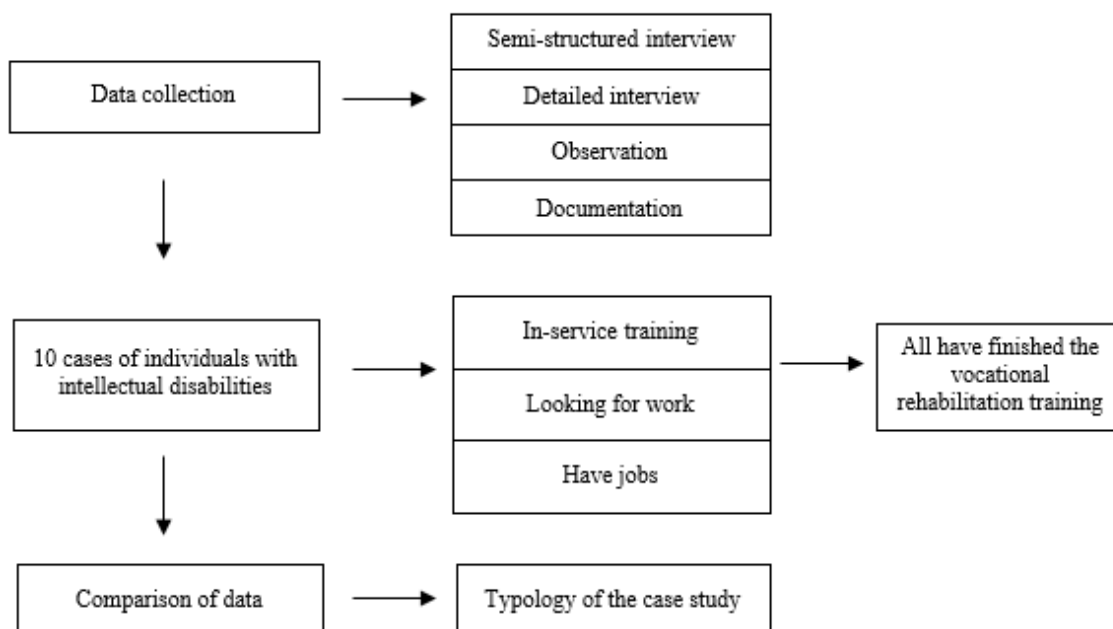 Data collection
Semi-structured interview
Detailed interview
Observation
Documentation
10 cases of individuals with
intellectual disabilities
In-service training
Looking for work
Have jobs
All have finished the
vocational
rehabilitation training
Comparison of data
Typology of the case study